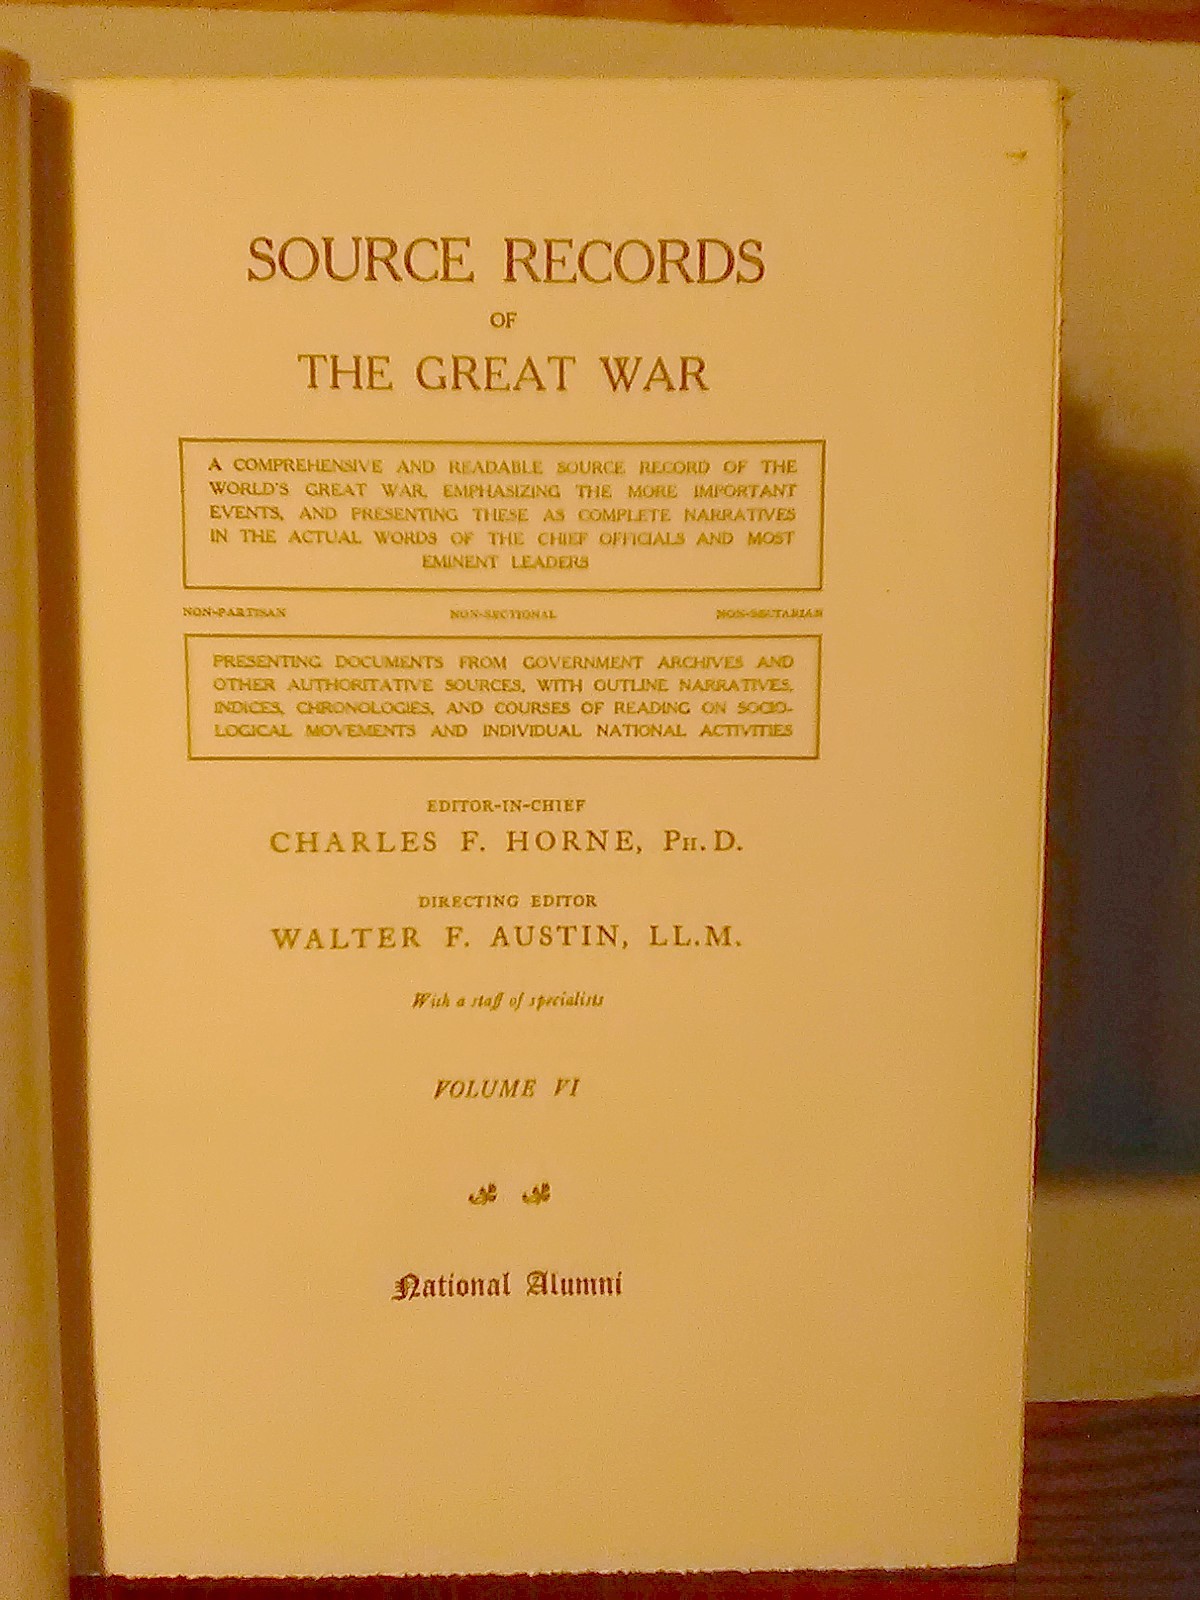 SOURCE RECORDS
OF
THE GREAT WAR
A COMPREHENSIVE AND READABLE SOURCE RECORD OF THE
WORLD'S GREAT WAR, EMPHASIZING THE MORE IMPORTANT
EVENTS, AND PRESENTING THESE AS COMPLETE NARRATIVES
IN THE ACTUAL WORDS OF THE CHIEF OFFICIALS AND MOST
EMINENT LEADERS
NON-PARTISAN NON-SECTIONAL NON-SECTARIAN
PRESENTING DOCUMENTS FROM GOVERNMENT ARCHIVES AND
OTHER AUTHORITATIVE SOURCES, WITH OUTLINE NARRATIVES,
INDICES, CHRONOLOGIES, AND COURSES OF READING ON SOCIO-
LOGICAL MOVEMENTS AND INDIVIDUAL NATIONAL ACTIVITIES
EDITOR-IN-CHIEF
CHARLES F. HORNE, PH.D.
DIRECTING EDITOR
WALTER F. AUSTIN, LL.M.
With a staff of specialists
VOLUME VI
National Alumni